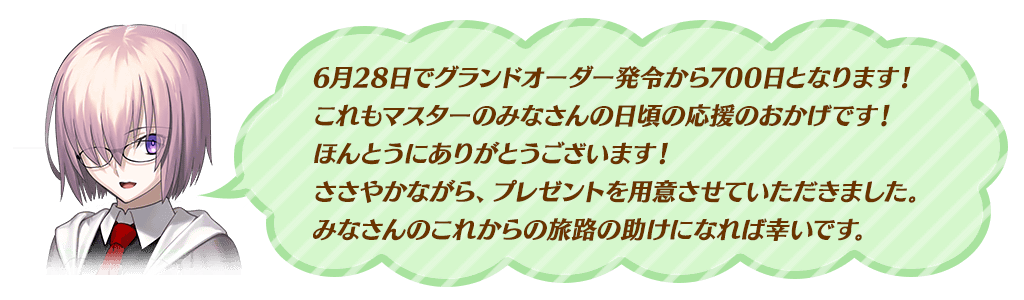 6月28日でグランドオーダー発令から700日となります！
これもマスターのみなさんの日頃の応援のおかげです！
ほんとうにありがとうございます！
ささやかながら、プレゼントを用意させていただきました。
みなさんのこれからの旅路の助けになれば幸いです。